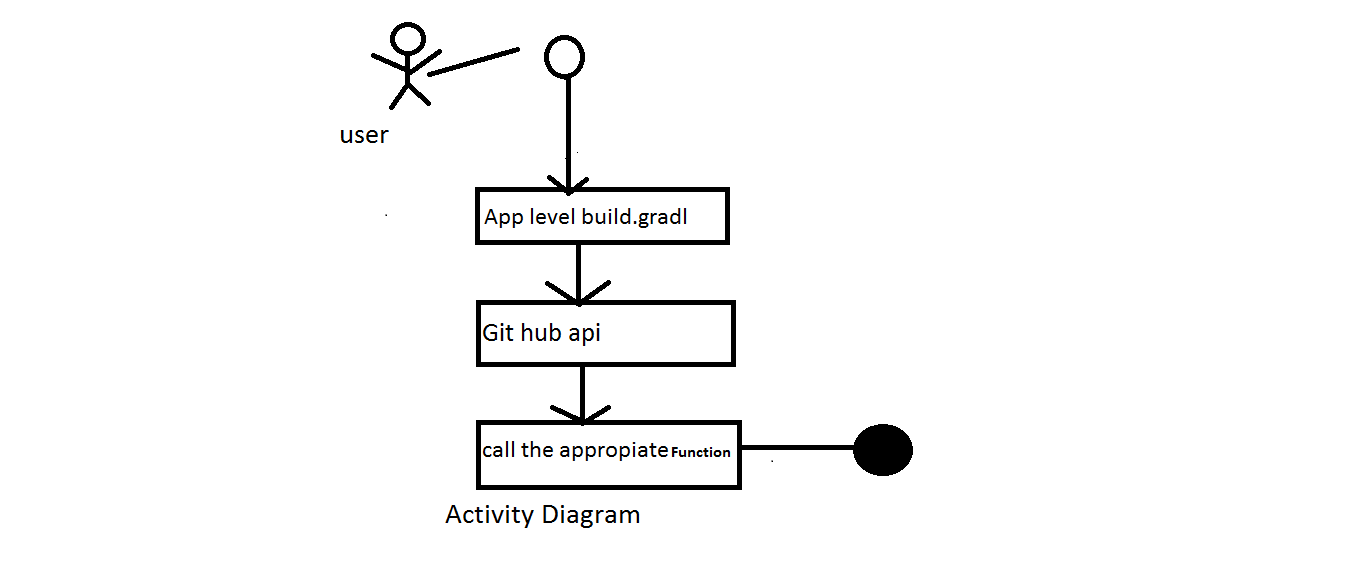 user
App level build.gradl
Git hub api
call the appropiate Function
Activity Diagram